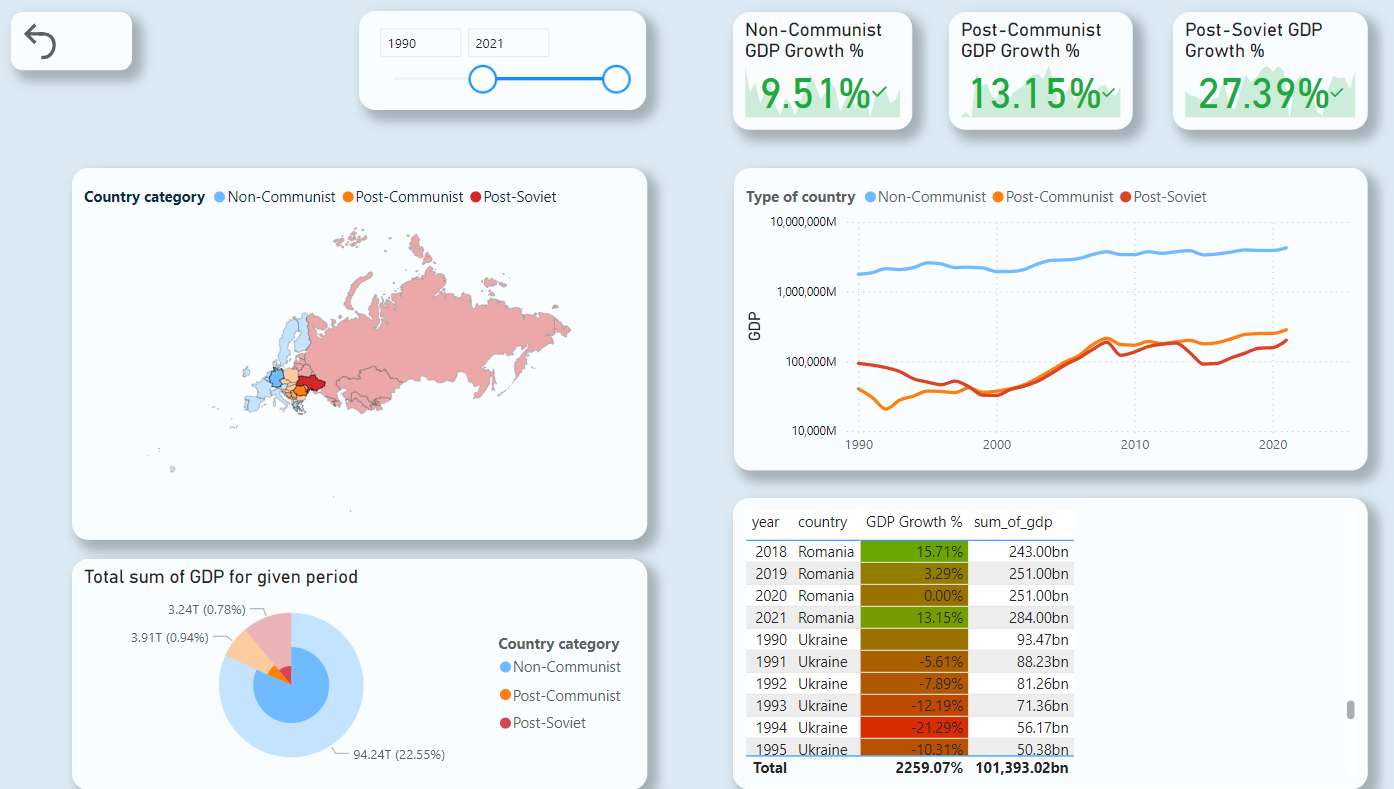 1990
2021
Non-Communist
GDP Growth %
9.51%
Post-Communist
GDP Growth %
13.15%
Post-Soviet GDP
Growth %
27.39%
Country category Non-Communist Post-Communist Post-Soviet
Type of country Non-Communist Post-Communist Post-Soviet
10,000,000M
1,000,000M
100,000M
10,000M
GDP
1990 2000 2010 2020
Total sum of GDP for given period
3.24T (0.78%)
3.91T (0.94%)
94.24T (22.55%)
Country category
Non-Communist
Post-Communist
Post-Soviet
year country GDP Growth % sum_of_gdp
2018 Romania 15.71% 243.00bn
2019 Romania 3.29% 251.00bn
2020 Romania 0.00% 251.00bn
2021 Romania 13.15% 284.00bn
1990 Ukraine 93.47bn
1991 Ukraine -5.61% 88.23bn
1992 Ukraine -7.89% 81.26bn
1993 Ukraine -12.19% 71.36bn
1994 Ukraine -21.29% 56.17bn
1995 Ukraine -10.31% 50.38bn
Total 2259.07% 101,393.02bn